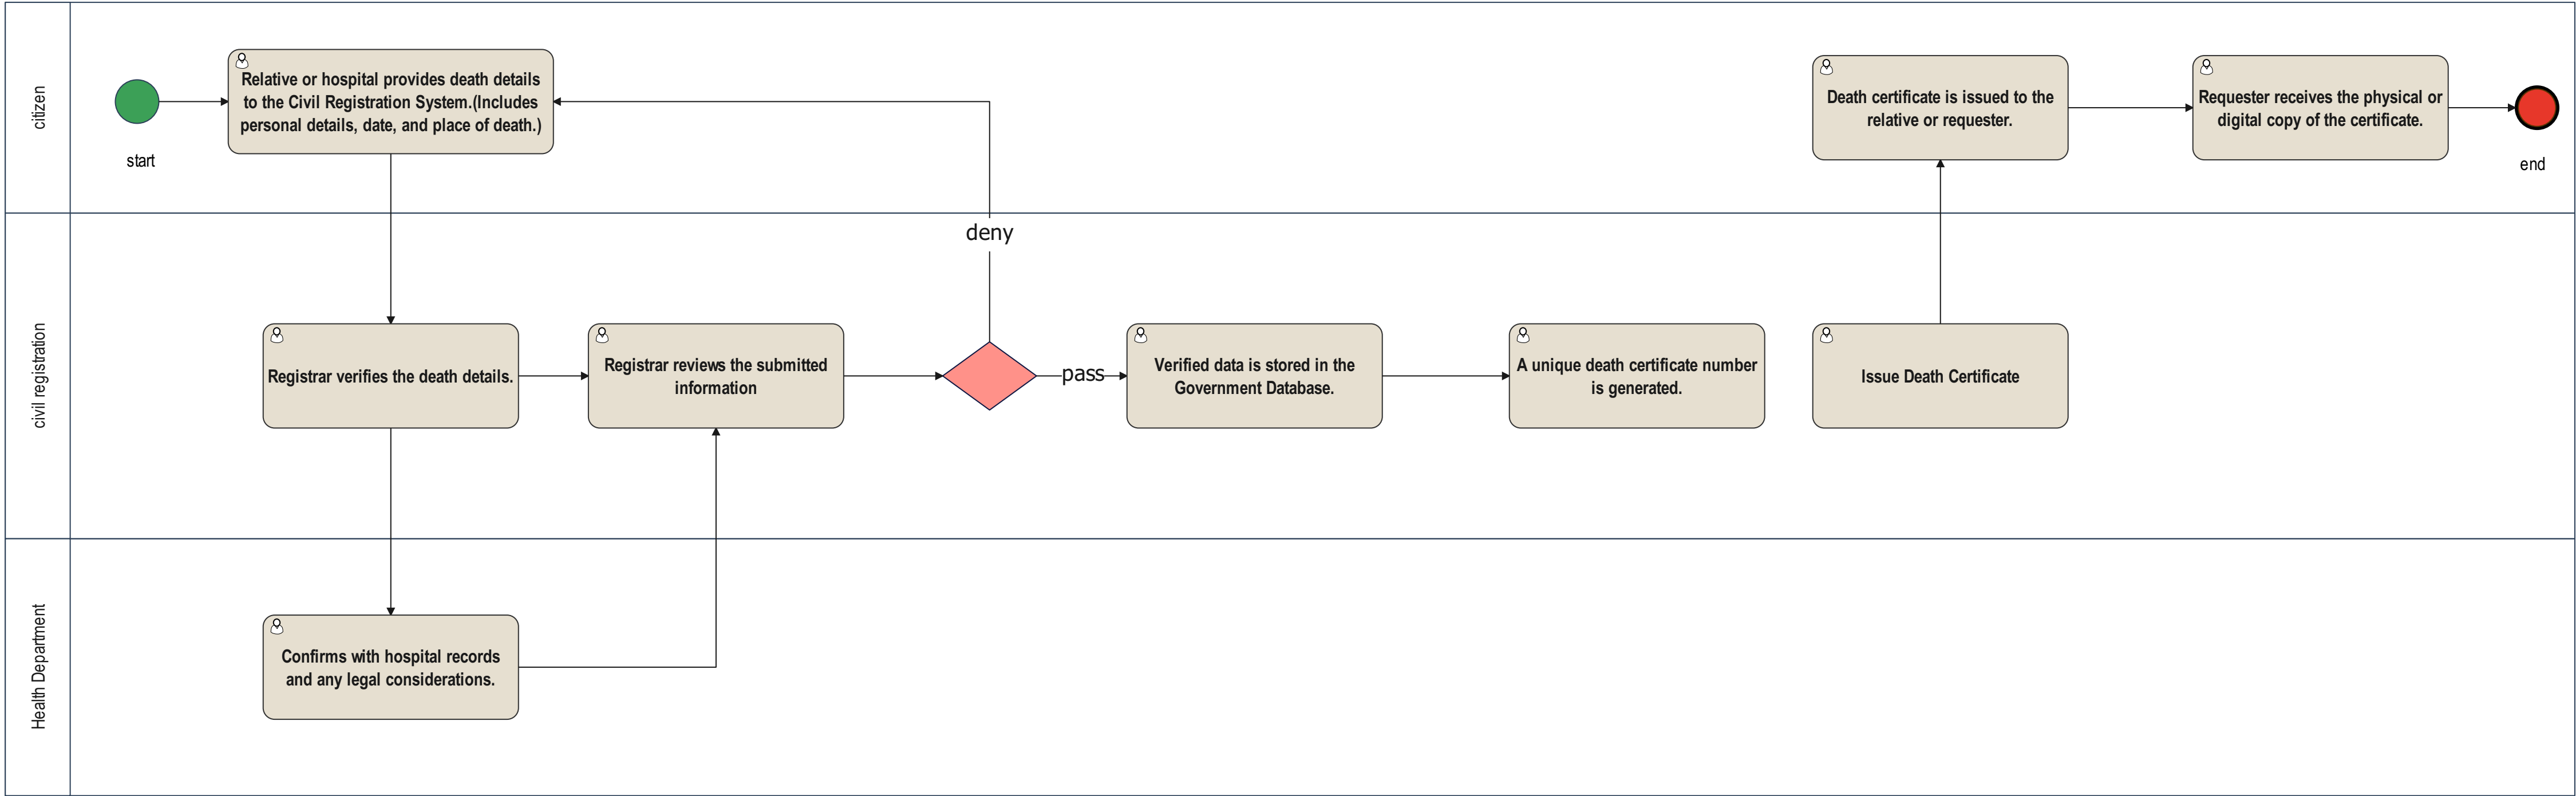 citizen
Relative or hospital provides death details
to the Civil Registration System.(Includes
personal details, date, and place of death.)
start
Death certificate is issued to the
relative or requester.
Requester receives the physical or
digital copy of the certificate.
end
deny
civil registration
Registrar verifies the death details.
Registrar reviews the submitted
information
pass
Verified data is stored in the
Government Database.
A unique death certificate number
is generated.
Issue Death Certificate
Health Department
Confirms with hospital records
and any legal considerations.